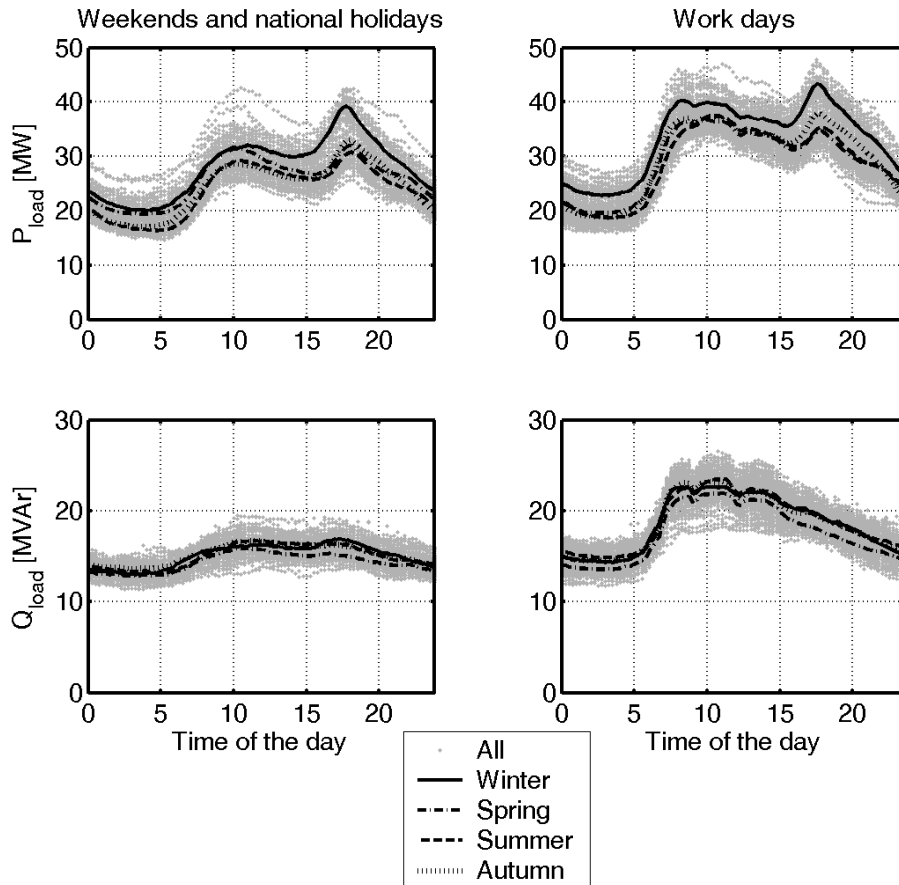 Weekends and national holidays
Work days
P_load [MW]
50
40
30
20
10
0
0 5 10 15 20
50
40
30
20
10
0
0 5 10 15 20
Q_load [MVAr]
30
20
10
0
0 5 10 15 20
Time of the day
30
20
10
0
0 5 10 15 20
Time of the day
All
Winter
Spring
Summer
Autumn